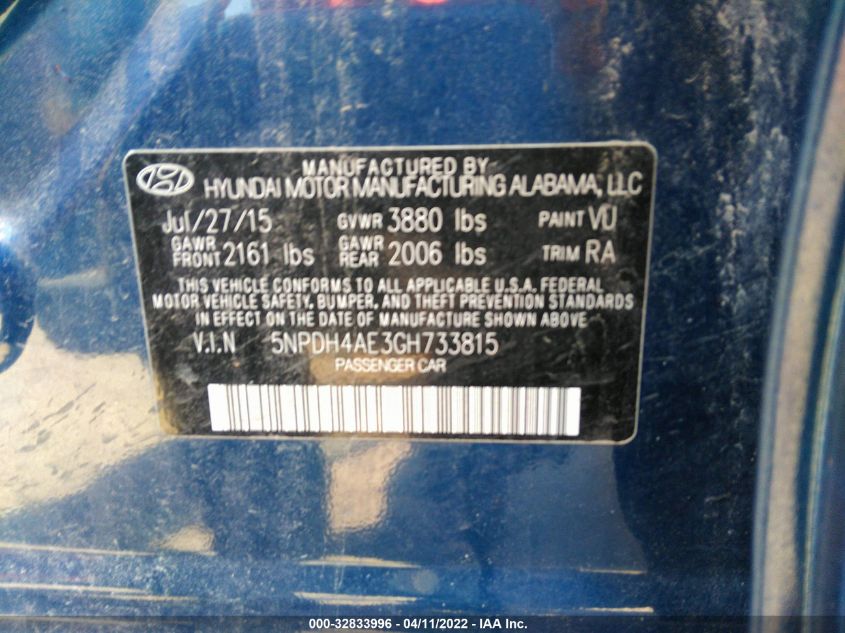 MANUFACTURED BY
HYUNDAI MOTOR MANUFACTURING ALABAMA, LLC
Jul/27/15 GVWR 3880 lbs PAINT VU
GAWR FRONT 2161 lbs GAWR REAR 2006 lbs TRIM RA
THIS VEHICLE CONFORMS TO ALL APPLICABLE U.S.A. FEDERAL
MOTOR VEHICLE SAFETY, BUMPER, AND THEFT PREVENTION STANDARDS
IN EFFECT ON THE DATE OF MANUFACTURE SHOWN ABOVE.
V.I.N 5NPDH4AE3GH733815
PASSENGER CAR
000-32833996 - 04/11/2022 - IAA Inc.